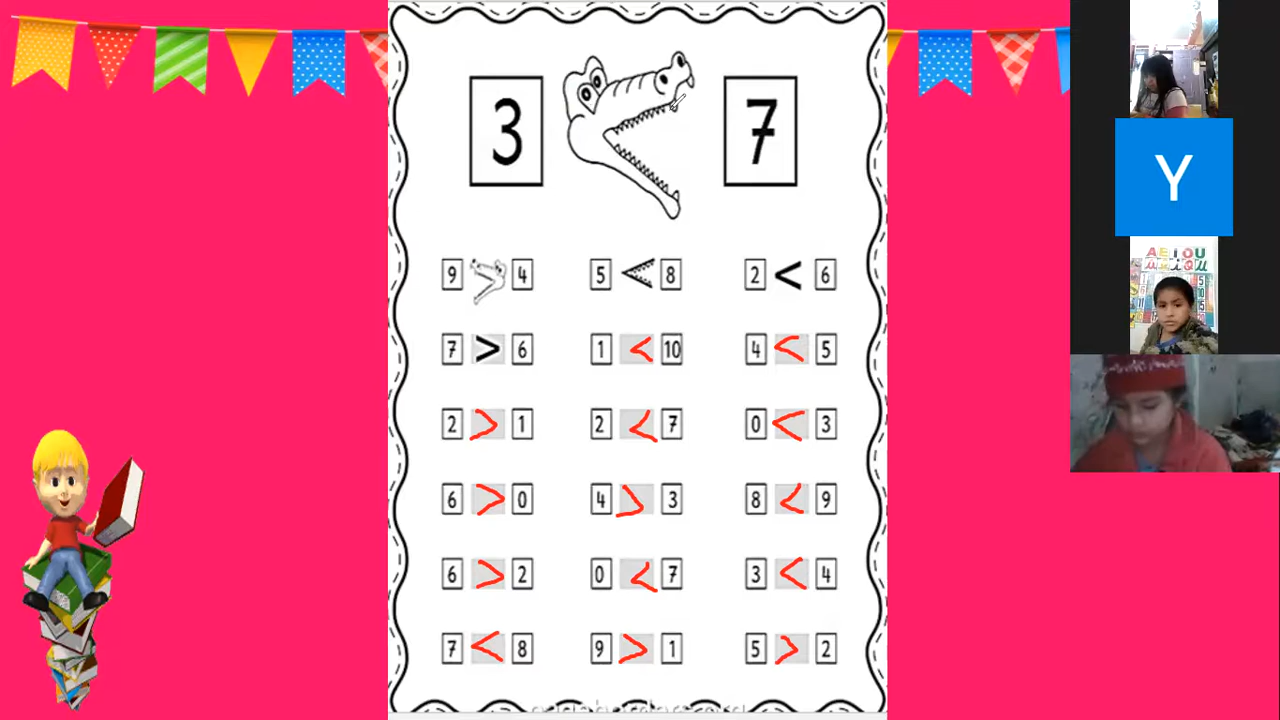 3 7
9 > 4 5 < 8 2 < 6
7 > 6 1 < 10 4 < 5
2 > 1 2 < 7 0 < 3
6 > 0 4 > 3 8 < 9
6 > 2 0 < 7 3 < 4
7 < 8 9 > 1 5 > 2
Y
A E I O U